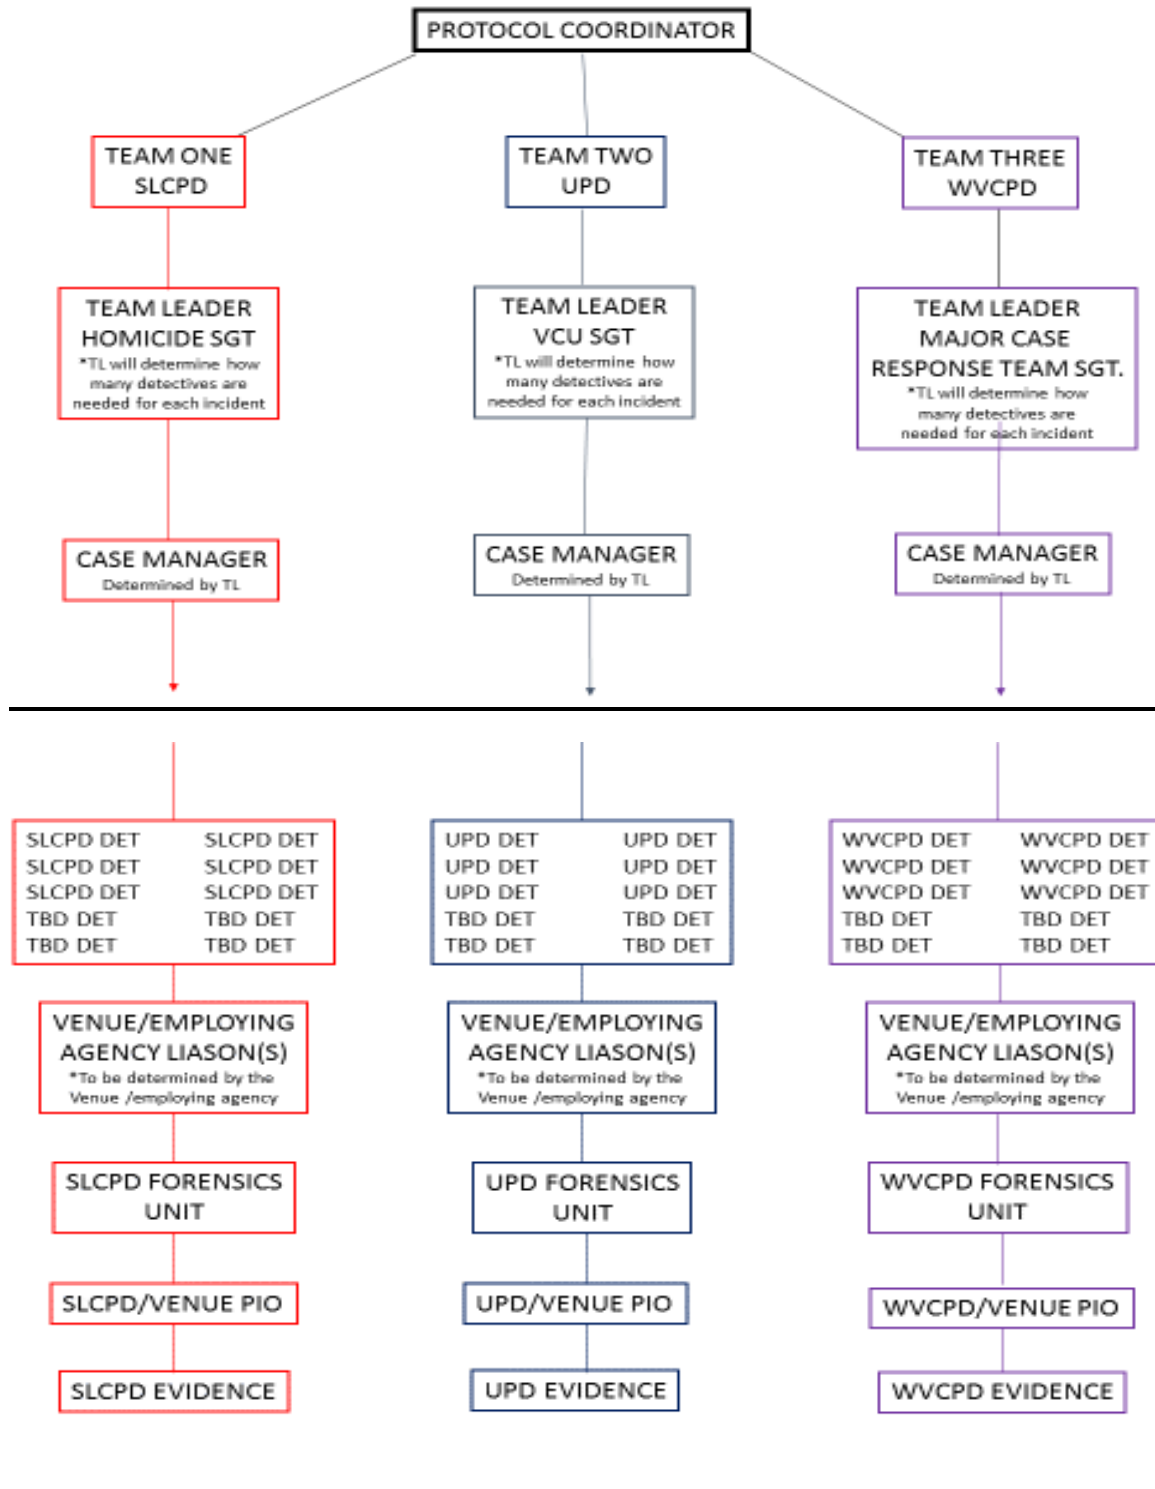 PROTOCOL COORDINATOR
TEAM ONE
SLCPD
TEAM TWO
UPD
TEAM THREE
WVCPD
TEAM LEADER
HOMICIDE SGT
*TL will determine how
many detectives are
needed for each incident
TEAM LEADER
VCU SGT
*TL will determine how
many detectives are
needed for each incident
TEAM LEADER
MAJOR CASE
RESPONSE TEAM SGT.
*TL will determine how
many detectives are
needed for each incident
CASE MANAGER
Determined by TL
CASE MANAGER
Determined by TL
CASE MANAGER
Determined by TL
SLCPD DET SLCPD DET
SLCPD DET SLCPD DET
SLCPD DET SLCPD DET
TBD DET TBD DET
TBD DET TBD DET
UPD DET UPD DET
UPD DET UPD DET
UPD DET UPD DET
TBD DET TBD DET
TBD DET TBD DET
WVCPD DET WVCPD DET
WVCPD DET WVCPD DET
WVCPD DET WVCPD DET
TBD DET TBD DET
TBD DET TBD DET
VENUE/EMPLOYING
AGENCY LIASON(S)
*To be determined by the
Venue /employing agency
VENUE/EMPLOYING
AGENCY LIASON(S)
*To be determined by the
Venue /employing agency
VENUE/EMPLOYING
AGENCY LIASON(S)
*To be determined by the
Venue /employing agency
SLCPD FORENSICS
UNIT
UPD FORENSICS
UNIT
WVCPD FORENSICS
UNIT
SLCPD/VENUE PIO
UPD/VENUE PIO
WVCPD/VENUE PIO
SLCPD EVIDENCE
UPD EVIDENCE
WVCPD EVIDENCE